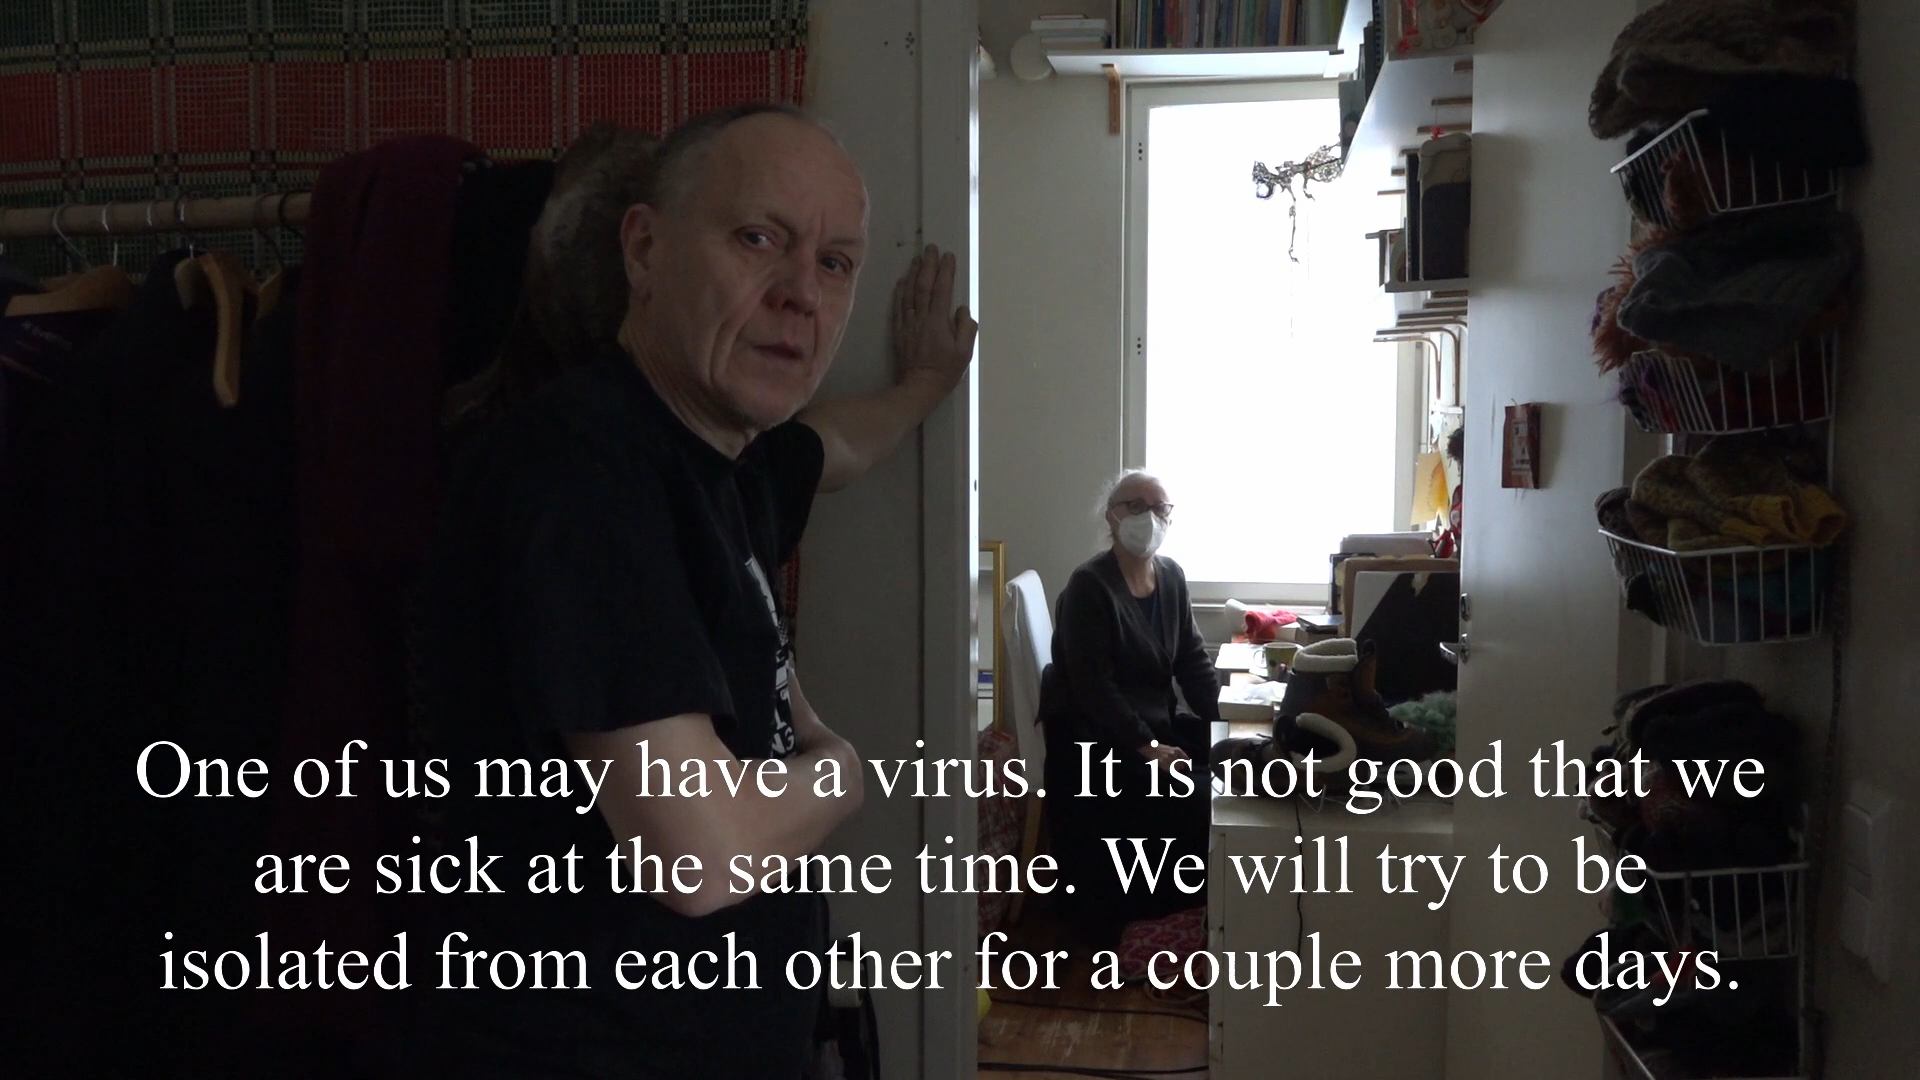 One of us may have a virus. It is not good that we
are sick at the same time. We will try to be
isolated from each other for a couple more days.